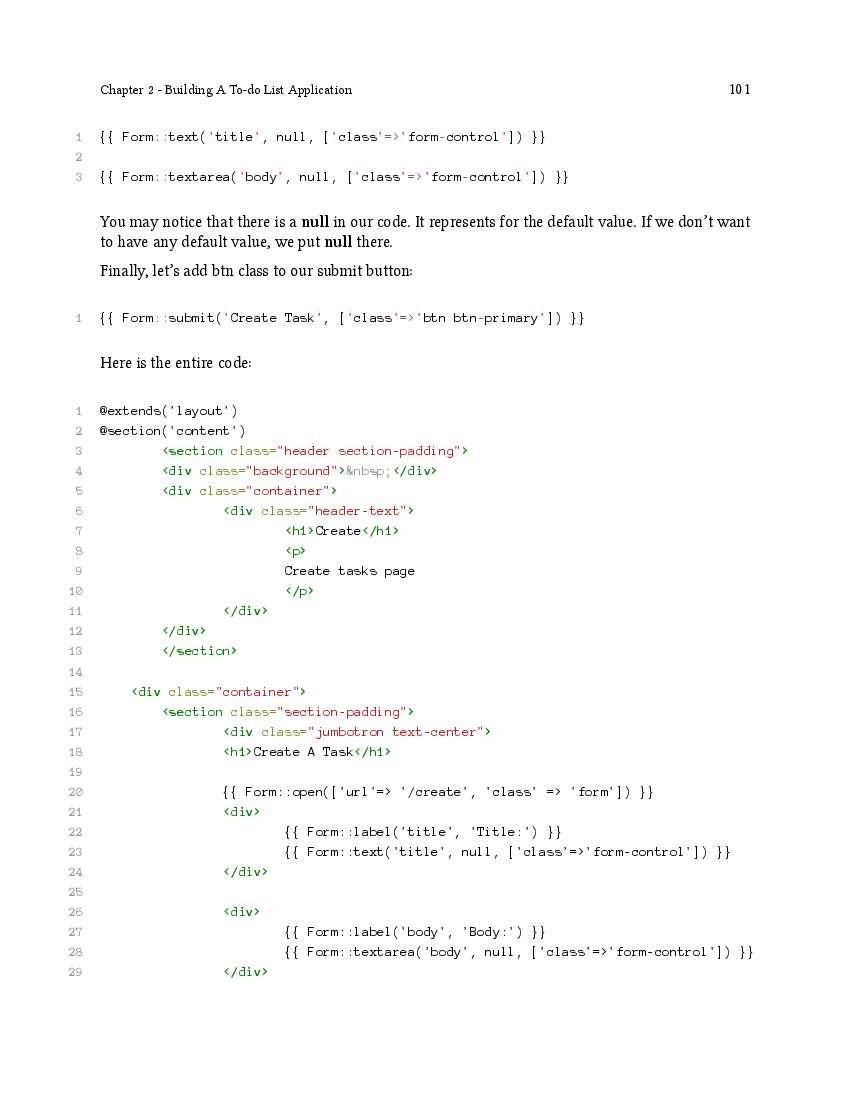 Chapter 2 - Building A To-do List Application 101
1 {{ Form::text('title', null, ['class'=>'form-control']) }}
2
3 {{ Form::textarea('body', null, ['class'=>'form-control']) }}
You may notice that there is a null in our code. It represents for the default value. If we don’t want
to have any default value, we put null there.
Finally, let’s add btn class to our submit button:
1 {{ Form::submit('Create Task', ['class'=>'btn btn-primary']) }}
Here is the entire code:
1 @extends('layout')
2 @section('content')
3 <section class="header section-padding">
4 <div class="background">&nbsp;</div>
5 <div class="container">
6 <div class="header-text">
7 <h1>Create</h1>
8 <p>
9 Create tasks page
10 </p>
11 </div>
12 </div>
13 </section>
14
15 <div class="container">
16 <section class="section-padding">
17 <div class="jumbotron text-center">
18 <h1>Create A Task</h1>
19
20 {{ Form::open(['url'=> '/create', 'class' => 'form']) }}
21 <div>
22 {{ Form::label('title', 'Title:') }}
23 {{ Form::text('title', null, ['class'=>'form-control']) }}
24 </div>
25
26 <div>
27 {{ Form::label('body', 'Body:') }}
28 {{ Form::textarea('body', null, ['class'=>'form-control']) }}
29 </div>